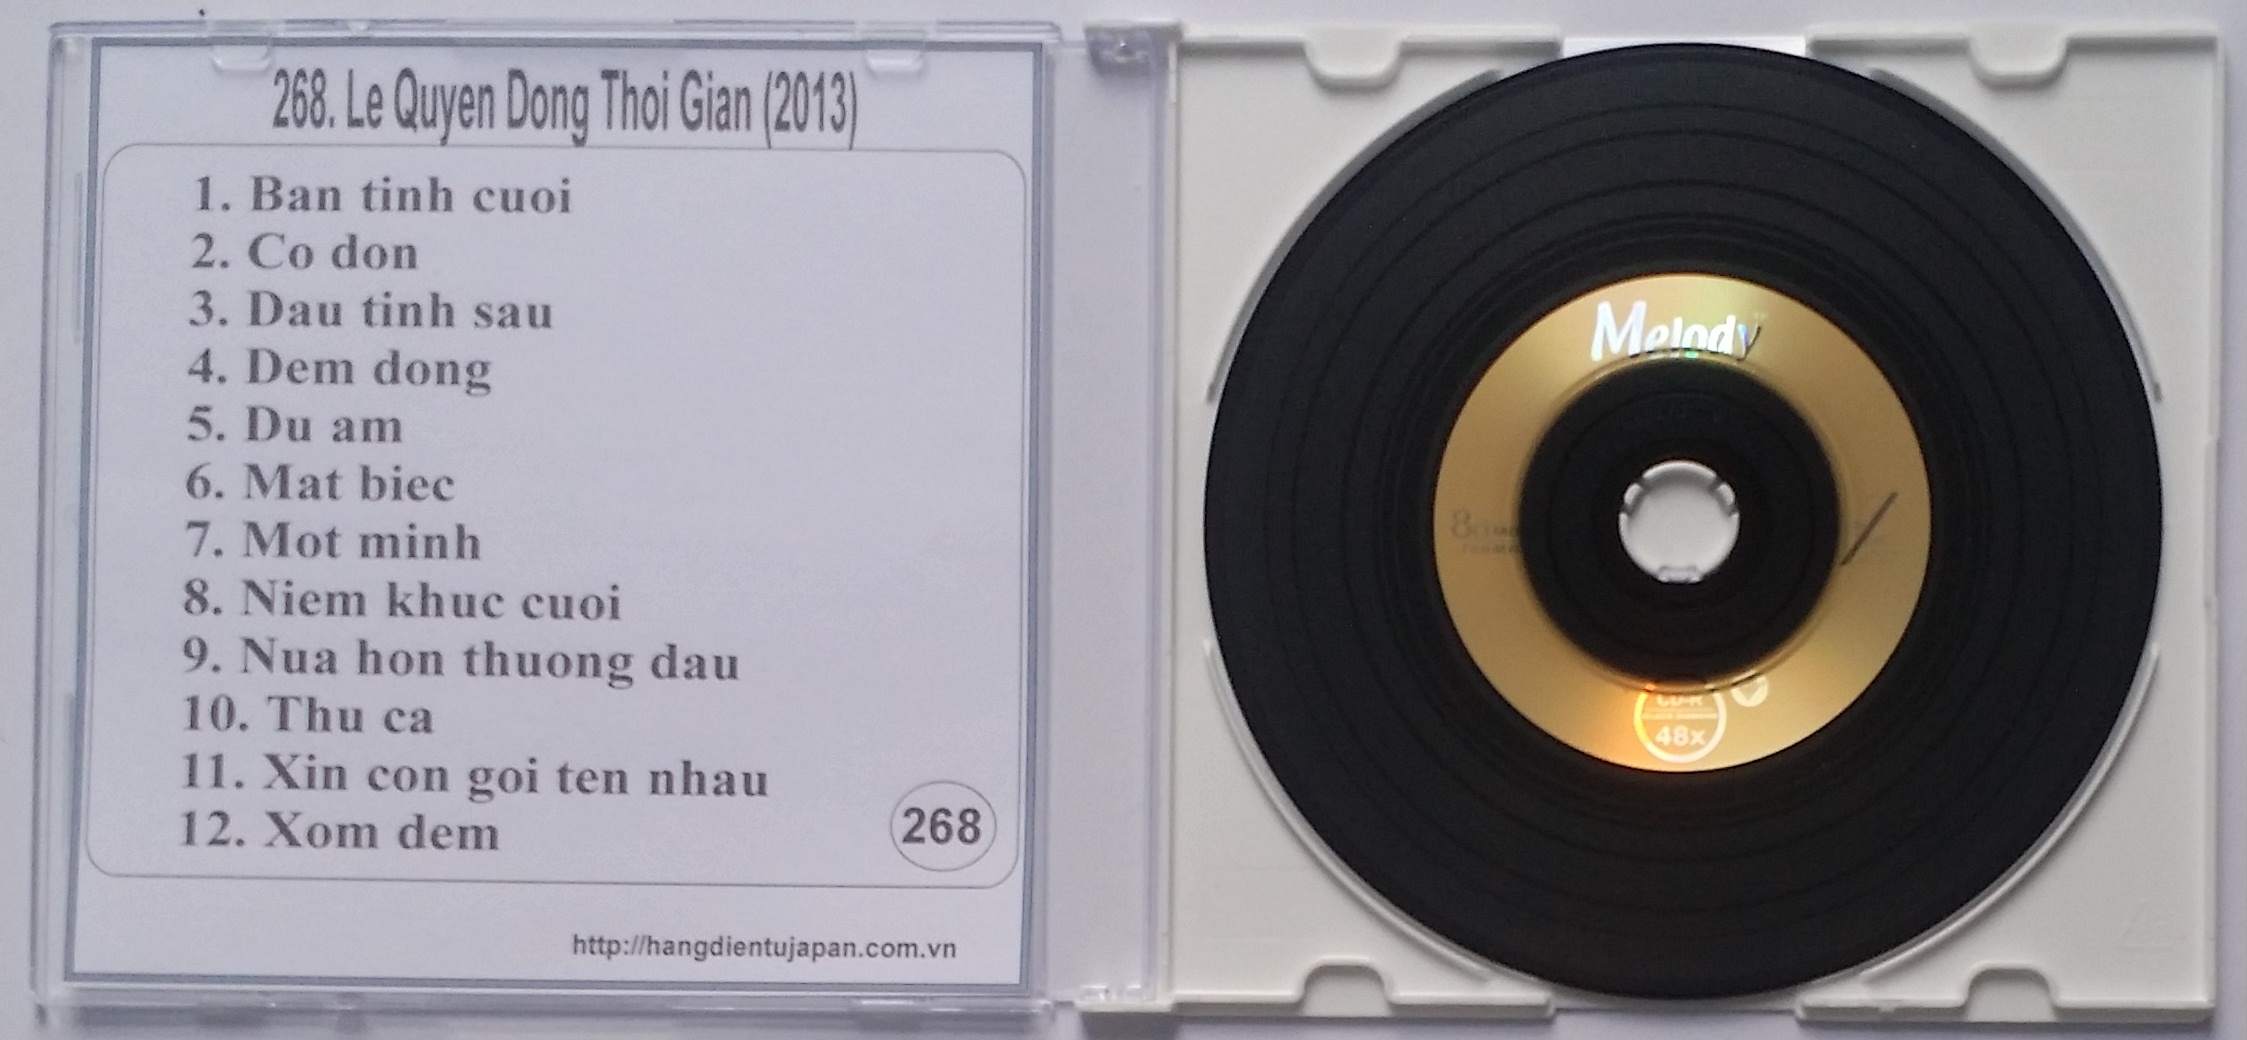 268. Le Quyen Dong Thoi Gian (2013)
1. Ban tinh cuoi
2. Co don
3. Dau tinh sau
4. Dem dong
5. Du am
6. Mat biec
7. Mot minh
8. Niem khuc cuoi
9. Nua hon thuong dau
10. Thu ca
11. Xin con goi ten nhau
12. Xom dem
268
http://hangdientujapan.com.vn
Melody
CD-R
48x